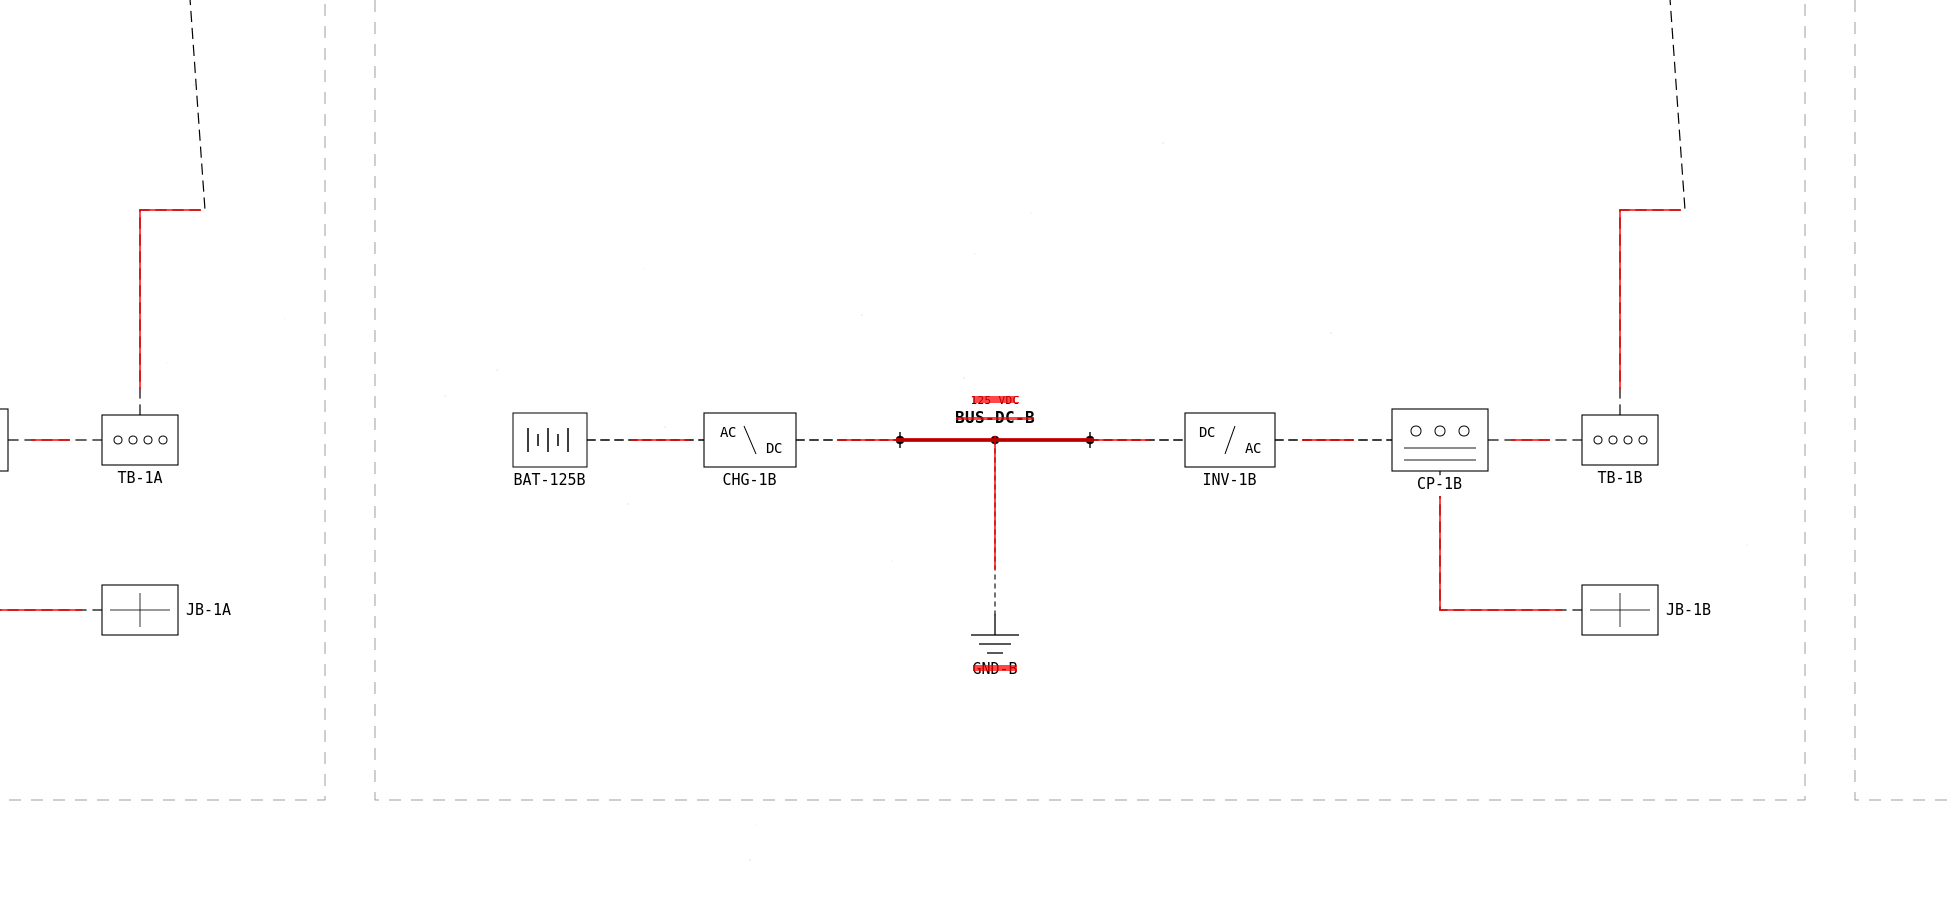 125 VDC
BUS-DC-B
AC
DC
DC
AC
TB-1A
BAT-125B
CHG-1B
INV-1B
CP-1B
TB-1B
JB-1A
JB-1B
GND-B